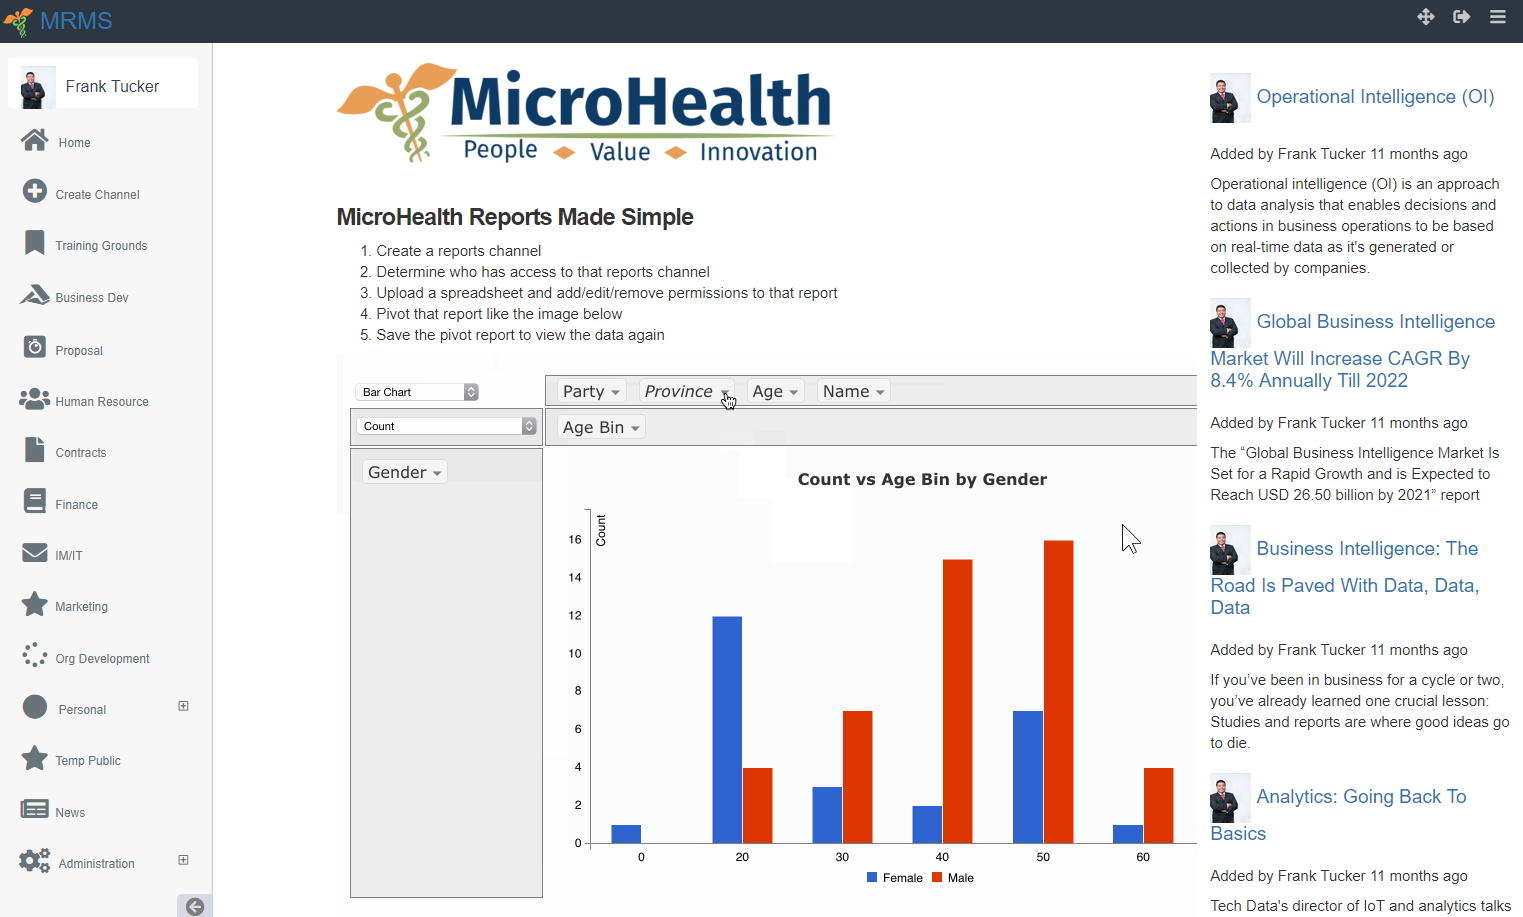 MRMS
Frank Tucker
Home
Create Channel
Training Grounds
Business Dev
Proposal
Human Resource
Contracts
Finance
IM/IT
Marketing
Org Development
Personal
Temp Public
News
Administration
MicroHealth
People Value Innovation
MicroHealth Reports Made Simple
1. Create a reports channel
2. Determine who has access to that reports channel
3. Upload a spreadsheet and add/edit/remove permissions to that report
4. Pivot that report like the image below
5. Save the pivot report to view the data again
Bar Chart
Party Province Age Name
Count
Age Bin
Gender
Count vs Age Bin by Gender
Count
16
14
12
10
8
6
4
2
0
0 20 30 40 50 60
Female Male
Operational Intelligence (OI)
Added by Frank Tucker 11 months ago
Operational intelligence (OI) is an approach
to data analysis that enables decisions and
actions in business operations to be based
on real-time data as it's generated or
collected by companies.
Global Business Intelligence
Market Will Increase CAGR By
8.4% Annually Till 2022
Added by Frank Tucker 11 months ago
The “Global Business Intelligence Market Is
Set for a Rapid Growth and is Expected to
Reach USD 26.50 billion by 2021” report
Business Intelligence: The
Road Is Paved With Data, Data,
Data
Added by Frank Tucker 11 months ago
If you’ve been in business for a cycle or two,
you’ve already learned one crucial lesson:
Studies and reports are where good ideas go
to die.
Analytics: Going Back To
Basics
Added by Frank Tucker 11 months ago
Tech Data's director of IoT and analytics talks